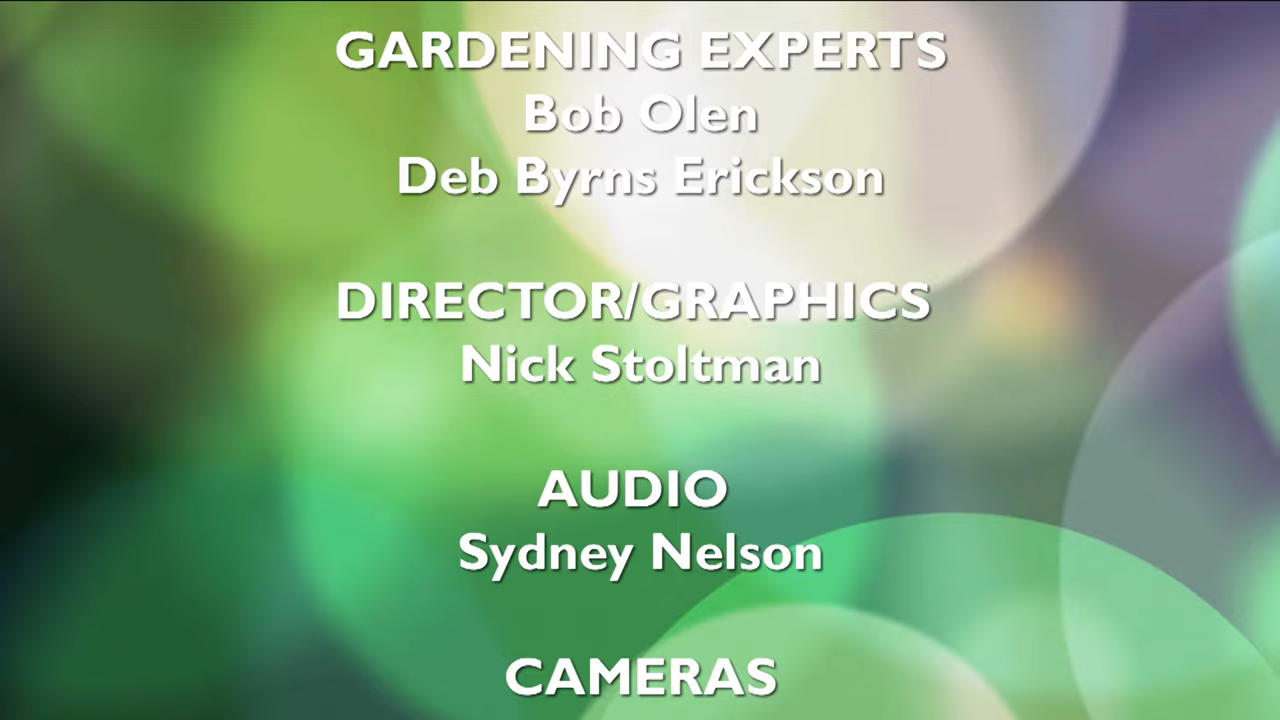 GARDENING EXPERTS
Bob Olen
Deb Byrns Erickson
DIRECTOR/GRAPHICS
Nick Stoltman
AUDIO
Sydney Nelson
CAMERAS